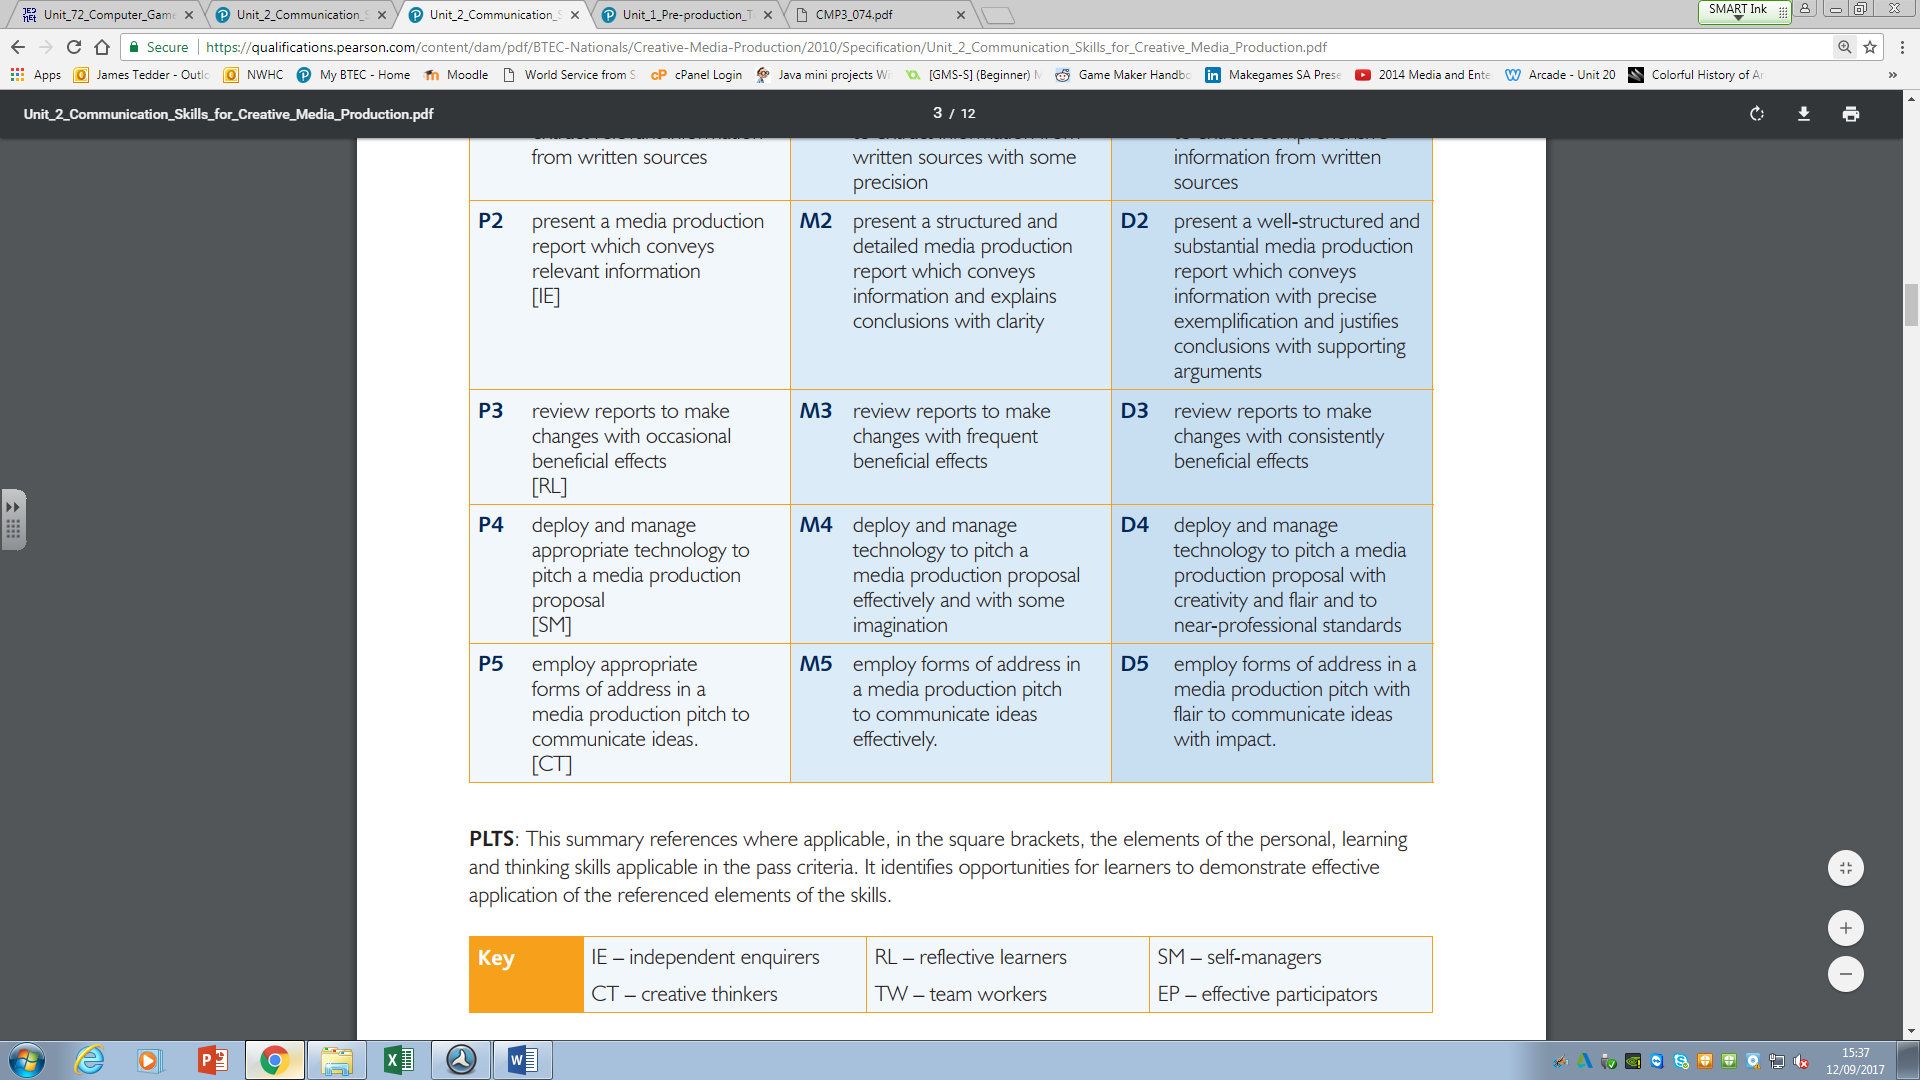 Unit_72_Computer_Game
Unit_2_Communication_S
Unit_2_Communication_S
Unit_1_Pre-production_T
CMP3_074.pdf
SMART Ink
Secure
https://qualifications.pearson.com/content/dam/pdf/BTEC-Nationals/Creative-Media-Production/2010/Specification/Unit_2_Communication_Skills_for_Creative_Media_Production.pdf
Apps
James Tedder - Outlo
NWHC
My BTEC - Home
Moodle
World Service from S
cPanel Login
Java mini projects Wi
[GMS-S] (Beginner) M
Game Maker Handbo
Makegames SA Prese
2014 Media and Ente
Arcade - Unit 20
Colorful History of Ar
»
Unit_2_Communication_Skills_for_Creative_Media_Production.pdf
3 / 12
extract relevant information
from written sources
to extract information from
written sources with some
precision
to extract comprehensive
information from written
sources
P2
present a media production
report which conveys
relevant information
[IE]
M2
present a structured and
detailed media production
report which conveys
information and explains
conclusions with clarity
D2
present a well-structured and
substantial media production
report which conveys
information with precise
exemplification and justifies
conclusions with supporting
arguments
P3
review reports to make
changes with occasional
beneficial effects
[RL]
M3
review reports to make
changes with frequent
beneficial effects
D3
review reports to make
changes with consistently
beneficial effects
P4
deploy and manage
appropriate technology to
pitch a media production
proposal
[SM]
M4
deploy and manage
technology to pitch a
media production proposal
effectively and with some
imagination
D4
deploy and manage
technology to pitch a media
production proposal with
creativity and flair and to
near-professional standards
P5
employ appropriate
forms of address in a
media production pitch to
communicate ideas.
[CT]
M5
employ forms of address in
a media production pitch
to communicate ideas
effectively.
D5
employ forms of address in a
media production pitch with
flair to communicate ideas
with impact.
PLTS: This summary references where applicable, in the square brackets, the elements of the personal, learning
and thinking skills applicable in the pass criteria. It identifies opportunities for learners to demonstrate effective
application of the referenced elements of the skills.
Key
IE – independent enquirers
RL – reflective learners
SM – self-managers
CT – creative thinkers
TW – team workers
EP – effective participators
15:37
12/09/2017